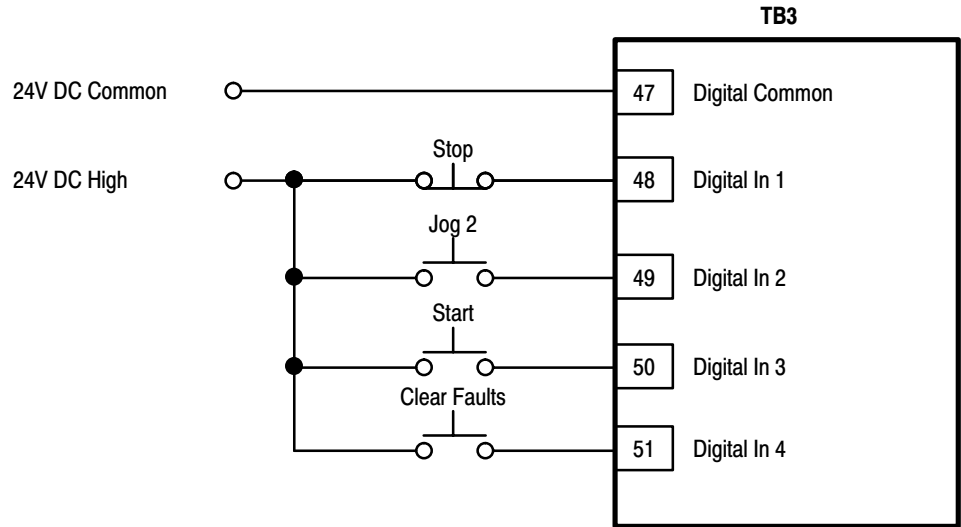 TB3
24V DC Common
47
Digital Common
Stop
24V DC High
48
Digital In 1
Jog 2
49
Digital In 2
Start
50
Digital In 3
Clear Faults
51
Digital In 4